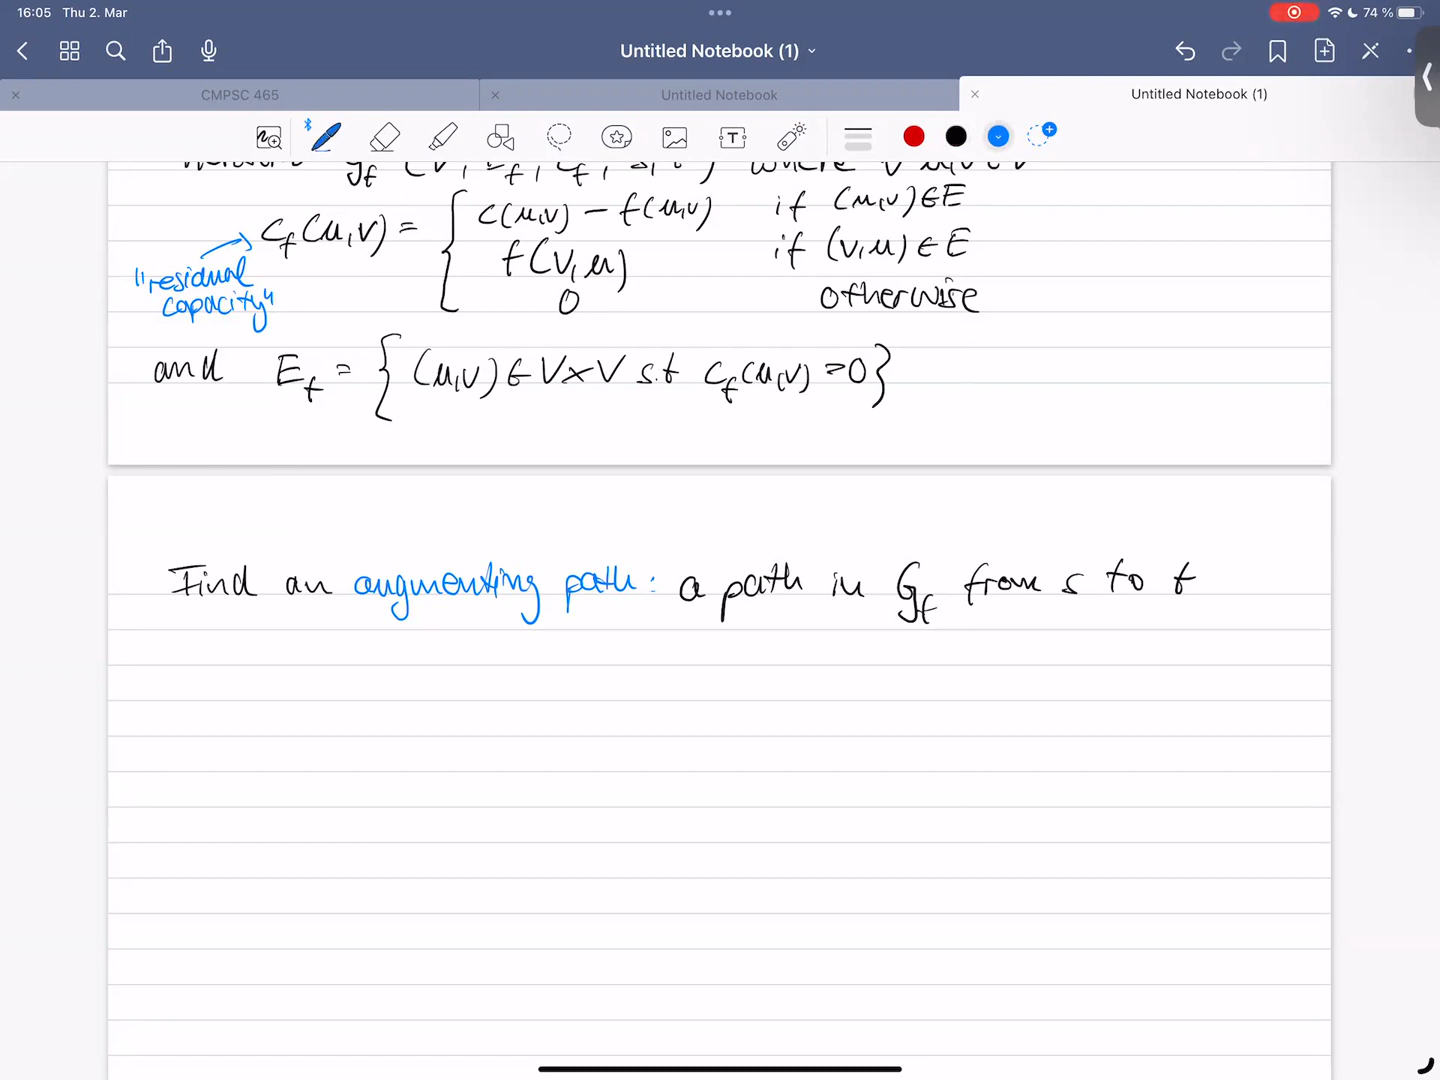 16:05 Thu 2. Mar
74 %
Untitled Notebook (1)
CMPSC 465
Untitled Notebook
Untitled Notebook (1)
c_f(u,v) = { c(u,v) - f(u,v) if (u,v) ∈ E
f(v,u) if (v,u) ∈ E
0 otherwise
"residual
capacity"
and E_f = { (u,v) ∈ V×V s.t c_f(u,v) =0}
Find an augmenting path: a path in G_f from s to t